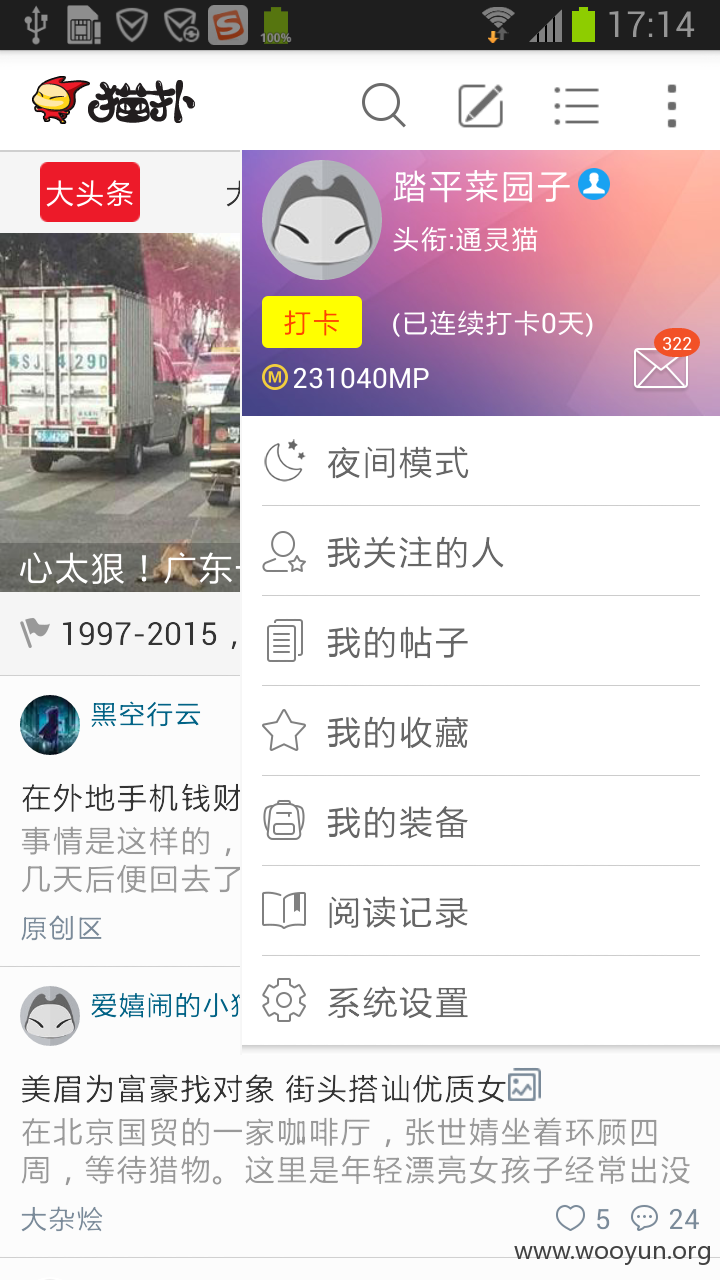 100%
17:14
猫扑
大头条
踏平菜园子
头衔:通灵猫
打卡
(已连续打卡0天)
322
M
231040MP
心太狠！广东
1997-2015，
夜间模式
我关注的人
我的帖子
我的收藏
我的装备
阅读记录
系统设置
黑空行云
在外地手机钱财
事情是这样的，
几天后便回去了
原创区
爱嬉闹的小
美眉为富豪找对象 街头搭讪优质女
在北京国贸的一家咖啡厅，张世婧坐着环顾四
周，等待猎物。这里是年轻漂亮女孩子经常出没
大杂烩
5
24
www.wooyun.org